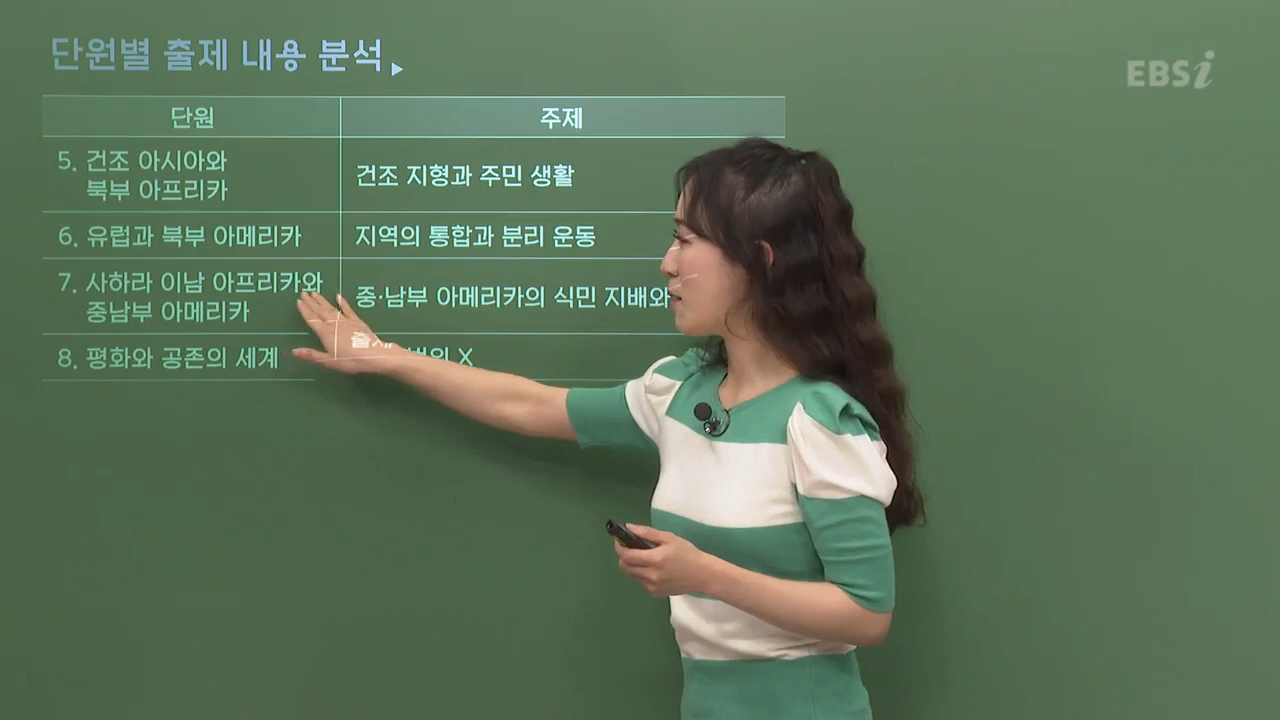 단원별 출제 내용 분석
EBSi
단원
주제
5. 건조 아시아와
북부 아프리카
건조 지형과 주민 생활
6. 유럽과 북부 아메리카
지역의 통합과 분리 운동
7. 사하라 이남 아프리카와
중남부 아메리카
중·남부 아메리카의 식민 지배와
8. 평화와 공존의 세계
출제 X